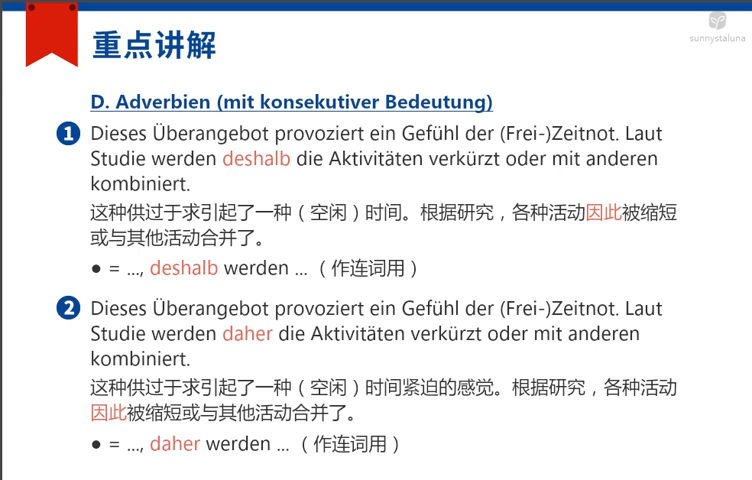 sunnystaluna
重点讲解
D. Adverbien (mit konsekutiver Bedeutung)
1 Dieses Überangebot provoziert ein Gefühl der (Frei-)Zeitnot. Laut
Studie werden deshalb die Aktivitäten verkürzt oder mit anderen
kombiniert.
这种供过于求引起了一种（空闲）时间。根据研究，各种活动因此被缩短
或与其他活动合并了。
● = ..., deshalb werden ... （作连词用）
2 Dieses Überangebot provoziert ein Gefühl der (Frei-)Zeitnot. Laut
Studie werden daher die Aktivitäten verkürzt oder mit anderen
kombiniert.
这种供过于求引起了一种（空闲）时间紧迫的感觉。根据研究，各种活动
因此被缩短或与其他活动合并了。
● = ..., daher werden ... （作连词用）